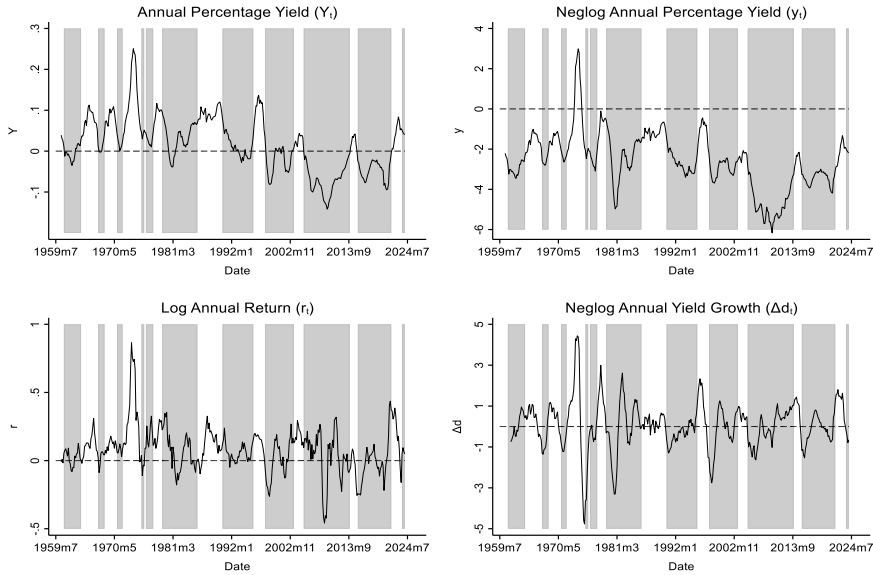 Annual Percentage Yield (Yₜ)
Y
.3
.2
.1
0
-.1
1959m7 1970m5 1981m3 1992m1 2002m11 2013m9 2024m7
Date
Neglog Annual Percentage Yield (yₜ)
y
4
2
0
-2
-4
-6
1959m7 1970m5 1981m3 1992m1 2002m11 2013m9 2024m7
Date
Log Annual Return (rₜ)
r
1
.5
0
-.5
1959m7 1970m5 1981m3 1992m1 2002m11 2013m9 2024m7
Date
Neglog Annual Yield Growth (Δdₜ)
Δd
5
3
1
-1
-3
-5
1959m7 1970m5 1981m3 1992m1 2002m11 2013m9 2024m7
Date